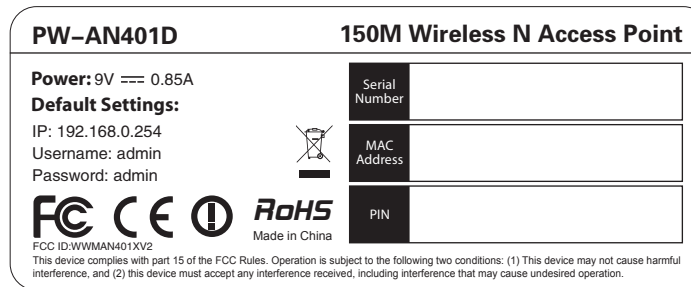 PW–AN401D
150M Wireless N Access Point
Power: 9V ⎓ 0.85A
Default Settings:
IP: 192.168.0.254
Username: admin
Password: admin
Serial
Number
MAC
Address
PIN
FC CE
RoHS
Made in China
FCC ID:WWMAN401XV2
This device complies with part 15 of the FCC Rules. Operation is subject to the following two conditions: (1) This device may not cause harmful
interference, and (2) this device must accept any interference received, including interference that may cause undesired operation.